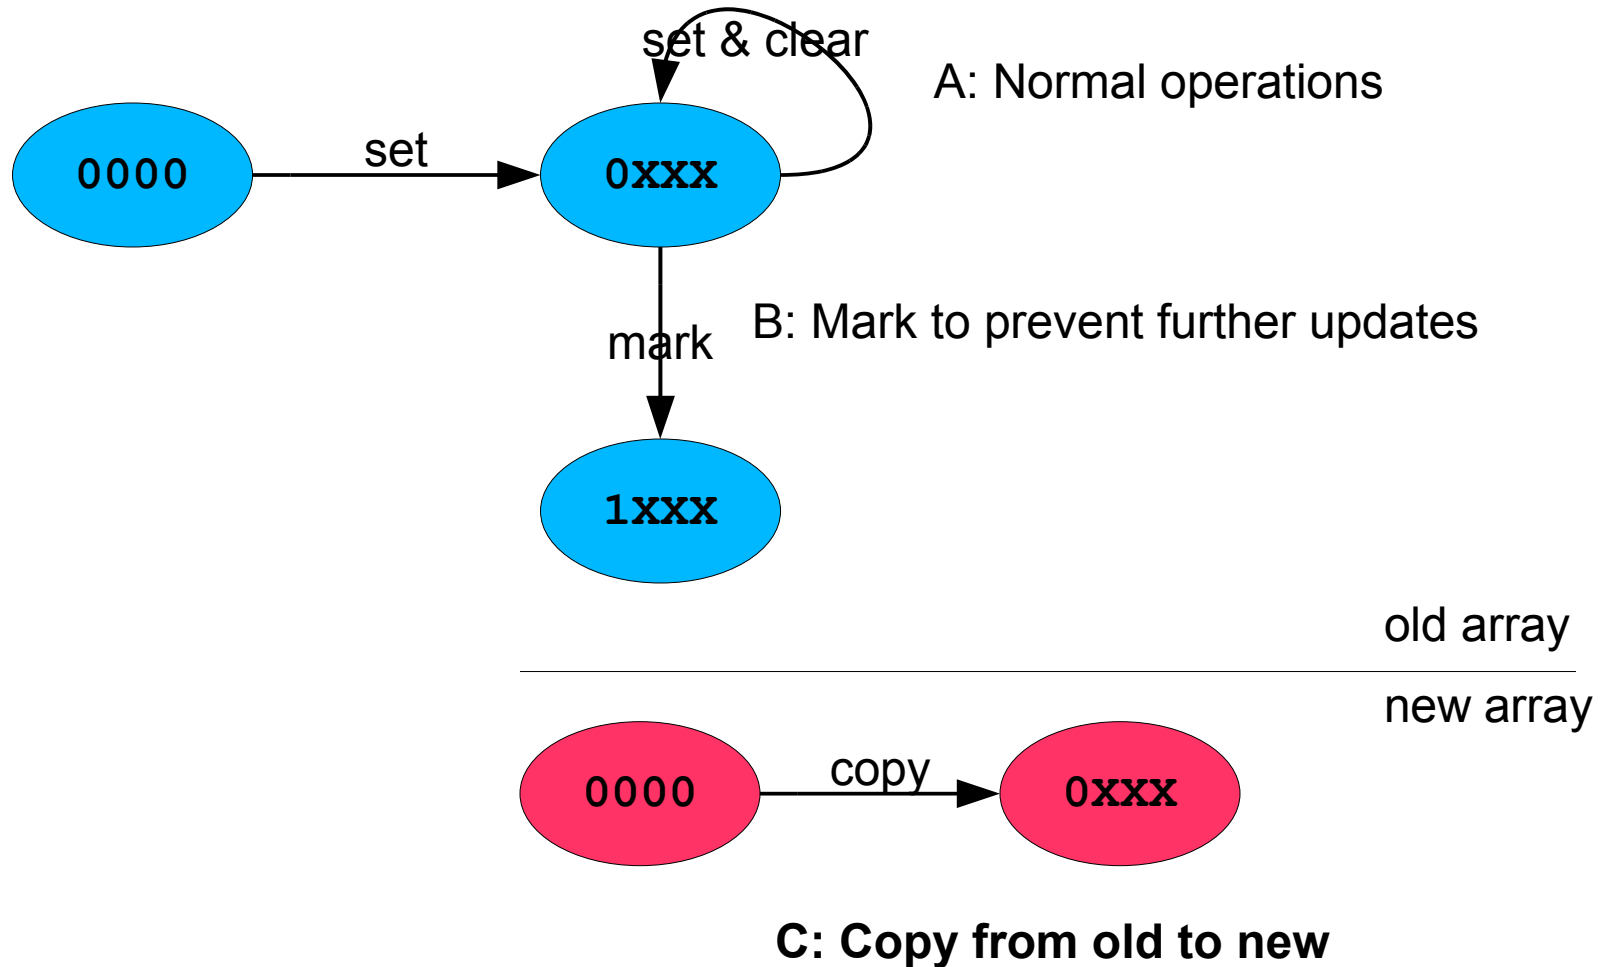 set & clear
A: Normal operations
0000
set
0xxx
mark
B: Mark to prevent further updates
1xxx
old array
new array
0000
copy
0xxx
C: Copy from old to new